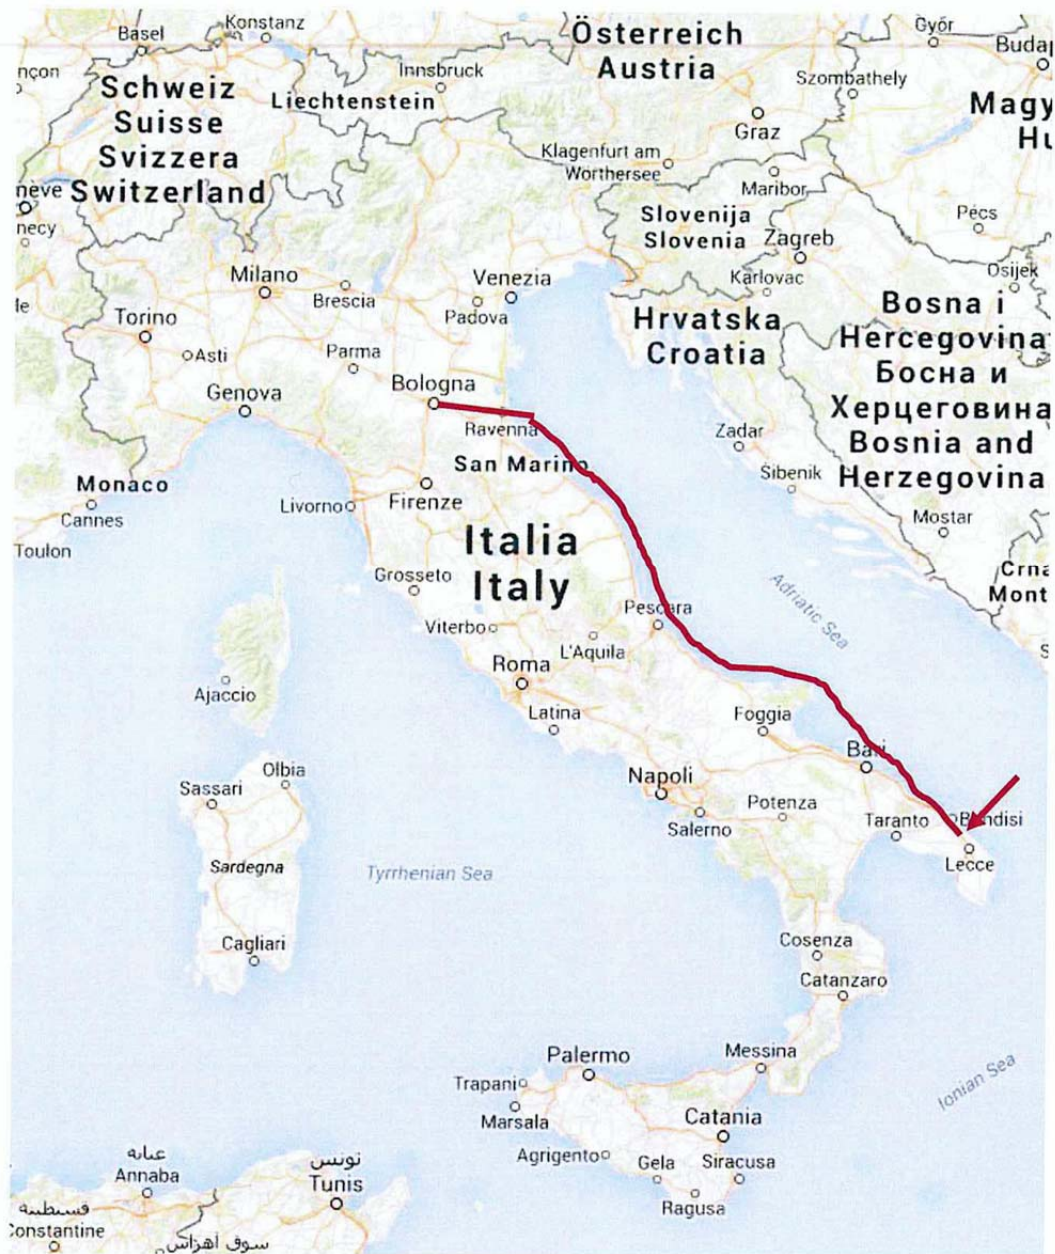 Basel
Konstanz
Österreich
Austria
Győr
nçon
Innsbruck
Schweiz
Suisse
Svizzera
Switzerland
Liechtenstein
Szombathely
Graz
Magy
Klagenfurt am
Wörthersee
Maribor
nève
necy
Slovenija
Slovenia
Zagreb
Pécs
Karlovac
Osijek
Milano
Brescia
Venezia
Padova
Torino
Asti
Parma
Genova
Bologna
Ravenna
Hrvatska
Croatia
Bosna i
Hercegovina
Босна и
Херцеговина
Bosnia and
Herzegovina
Zadar
Šibenik
Mostar
San Marino
Monaco
Cannes
Toulon
Livorno
Firenze
Italia
Italy
Crna
Mont
Grosseto
Viterbo
Pescara
L'Aquila
Adriatic Sea
Ajaccio
Roma
Latina
Foggia
Bari
Olbia
Sassari
Napoli
Salerno
Potenza
Taranto
Brindisi
Lecce
Sardegna
Tyrrhenian Sea
Cagliari
Cosenza
Catanzaro
Palermo
Messina
Trapani
Marsala
Catania
Ionian Sea
Agrigento
Gela
Siracusa
Ragusa
عنابة
Annaba
تونس
Tunis
قسنطينة
Constantine
سوق أهراس